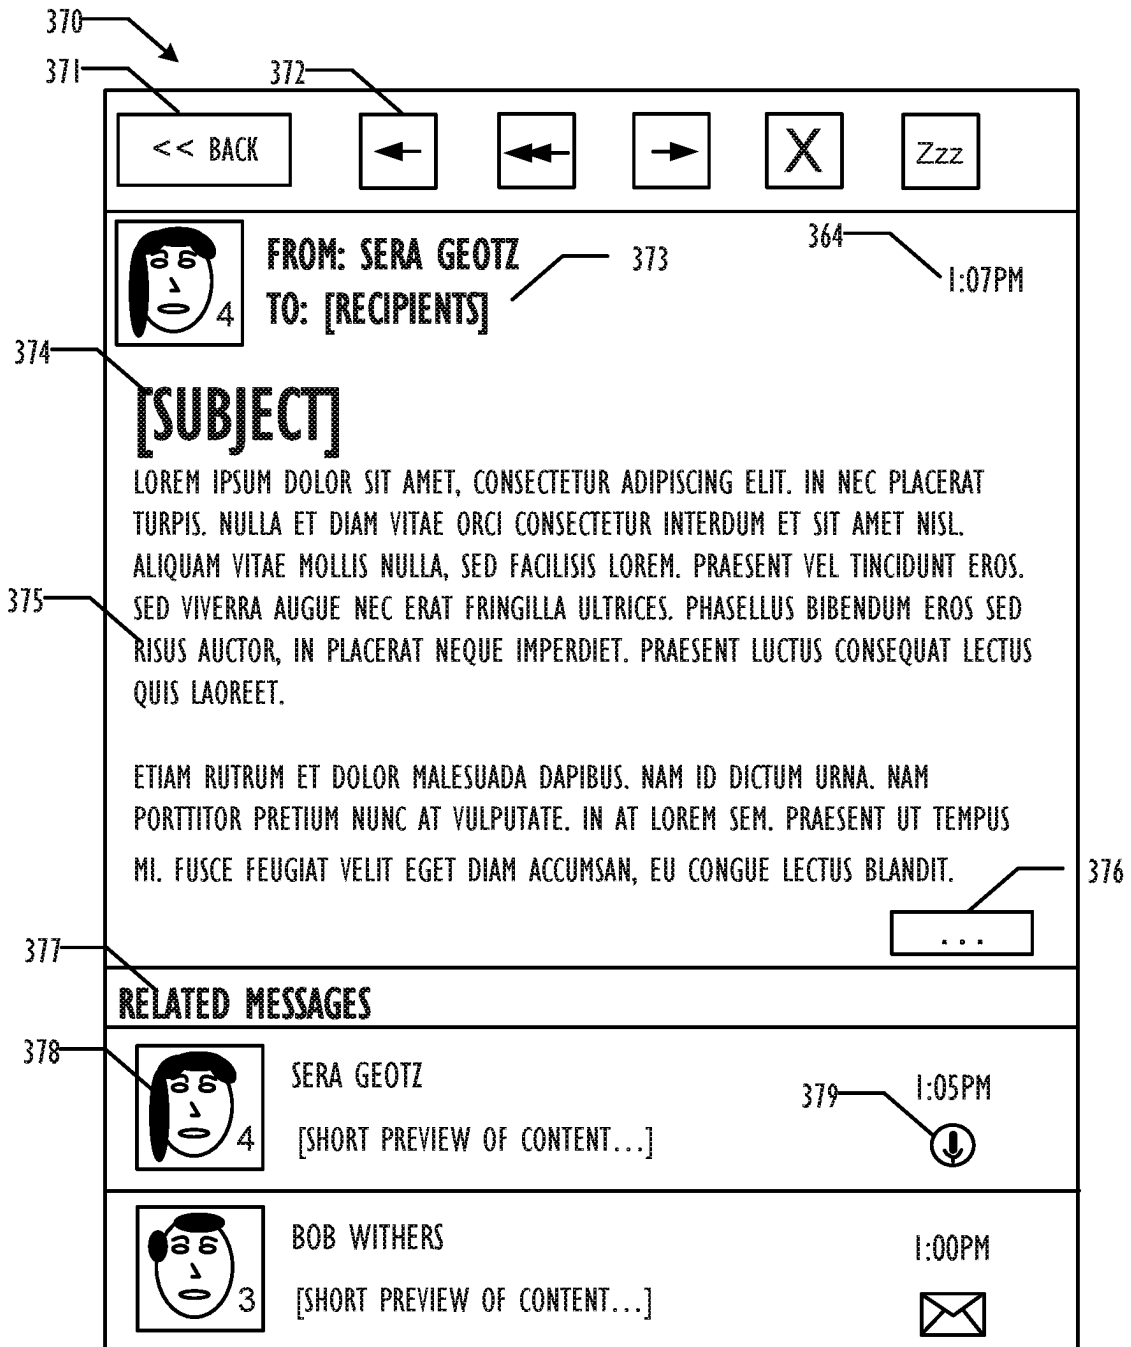 370
371
372
<< BACK
X
Zzz
4
FROM: SERA GEOTZ
TO: [RECIPIENTS]
373
364
1:07PM
374
[SUBJECT]
LOREM IPSUM DOLOR SIT AMET, CONSECTETUR ADIPISCING ELIT. IN NEC PLACERAT
TURPIS. NULLA ET DIAM VITAE ORCI CONSECTETUR INTERDUM ET SIT AMET NISL.
ALIQUAM VITAE MOLLIS NULLA, SED FACILISIS LOREM. PRAESENT VEL TINCIDUNT EROS.
375
SED VIVERRA AUGUE NEC ERAT FRINGILLA ULTRICES. PHASELLUS BIBENDUM EROS SED
RISUS AUCTOR, IN PLACERAT NEQUE IMPERDIET. PRAESENT LUCTUS CONSEQUAT LECTUS
QUIS LAOREET.
ETIAM RUTRUM ET DOLOR MALESUADA DAPIBUS. NAM ID DICTUM URNA. NAM
PORTTITOR PRETIUM NUNC AT VULPUTATE. IN AT LOREM SEM. PRAESENT UT TEMPUS
MI. FUSCE FEUGIAT VELIT EGET DIAM ACCUMSAN, EU CONGUE LECTUS BLANDIT.
376
...
377
RELATED MESSAGES
378
4
SERA GEOTZ
1:05PM
379
[SHORT PREVIEW OF CONTENT...]
3
BOB WITHERS
1:00PM
[SHORT PREVIEW OF CONTENT...]